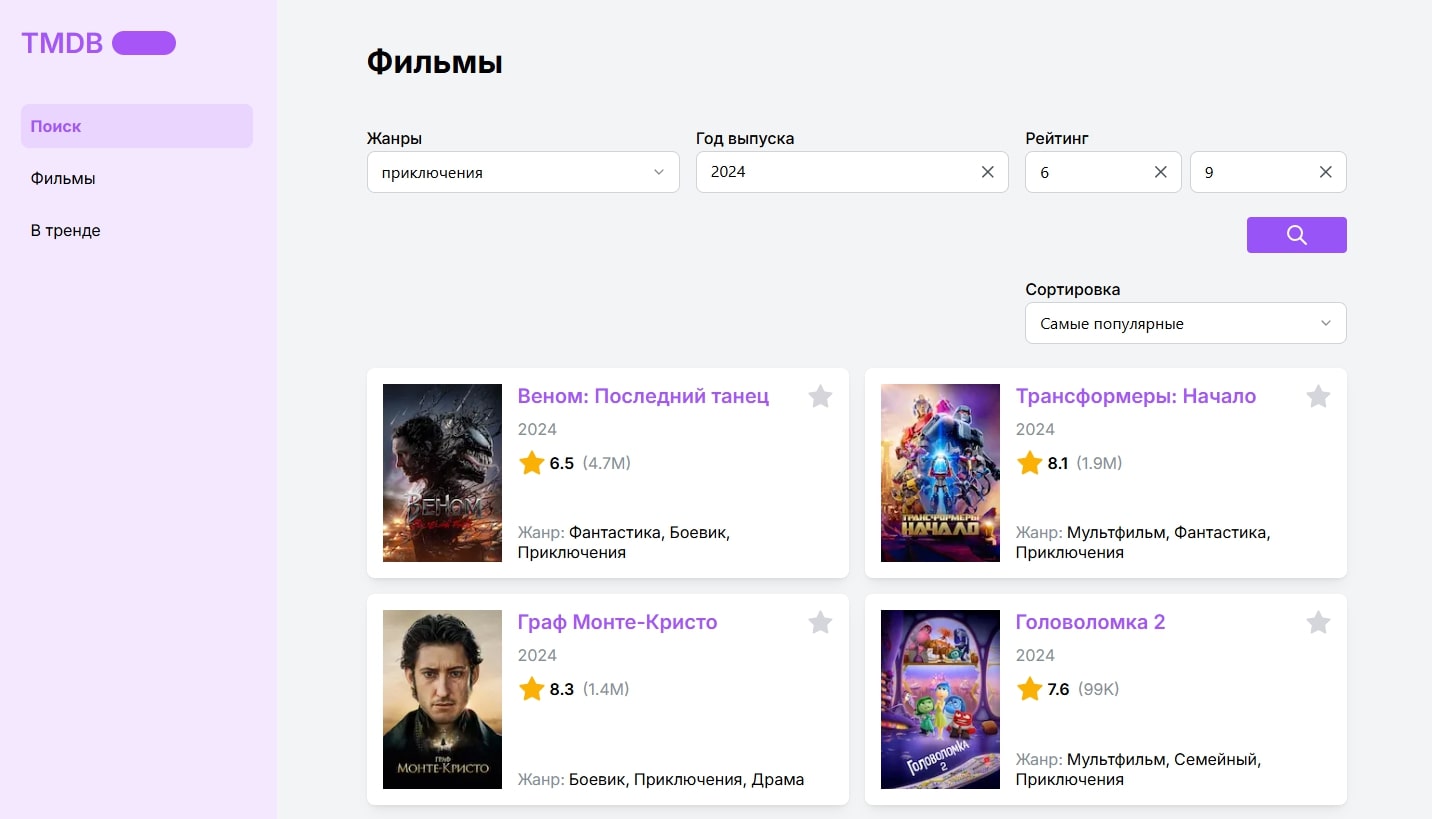 TMDB
Поиск
Фильмы
В тренде
Фильмы
Жанры
приключения
Год выпуска
2024
Рейтинг
6
9
Сортировка
Самые популярные
ВЕНОМ
Веном: Последний танец
2024
6.5 (4.7M)
Жанр: Фантастика, Боевик,
Приключения
ТРАНСФОРМЕРЫ
НАЧАЛО
Трансформеры: Начало
2024
8.1 (1.9M)
Жанр: Мультфильм, Фантастика,
Приключения
ГРАФ
МОНТЕ-КРИСТО
Граф Монте-Кристо
2024
8.3 (1.4M)
Жанр: Боевик, Приключения, Драма
ГОЛОВОЛОМКА
2
Головоломка 2
2024
7.6 (99K)
Жанр: Мультфильм, Семейный,
Приключения